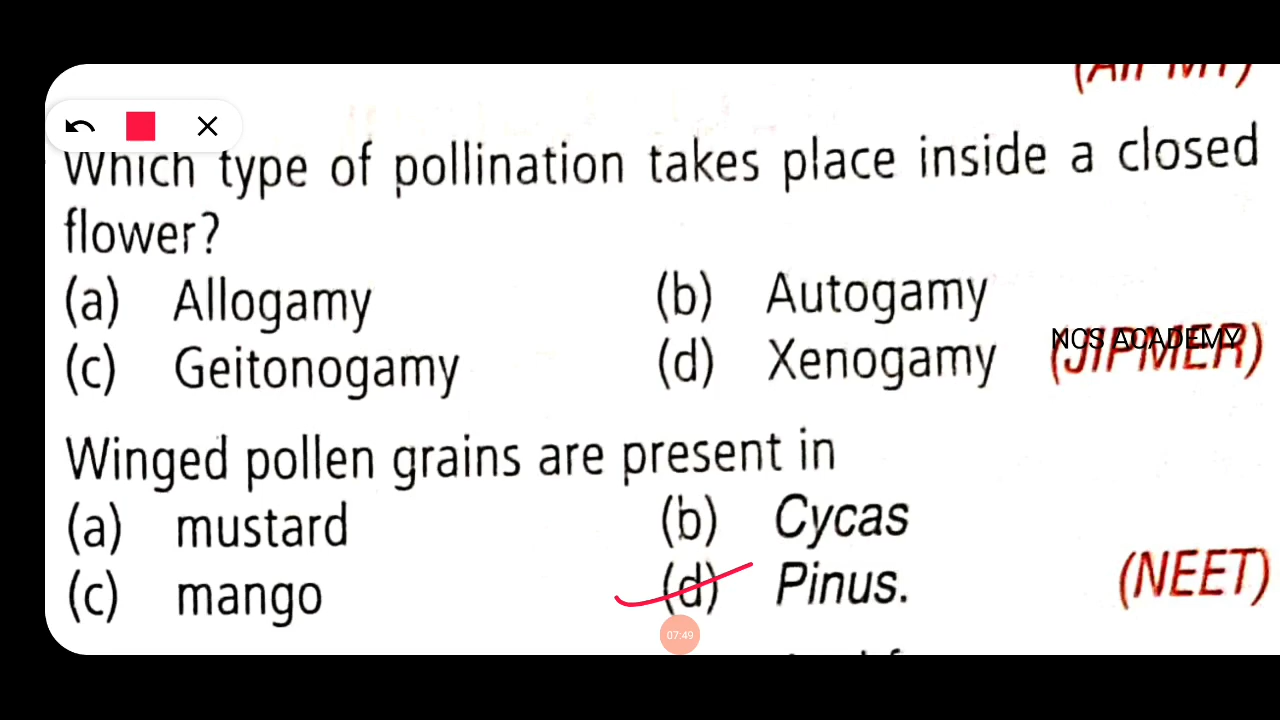 (AIPMT)
Which type of pollination takes place inside a closed
flower?
(a) Allogamy (b) Autogamy
(c) Geitonogamy (d) Xenogamy (JIPMER)
NCS ACADEMY
Winged pollen grains are present in
(a) mustard (b) Cycas
(c) mango (d) Pinus. (NEET)
07:49